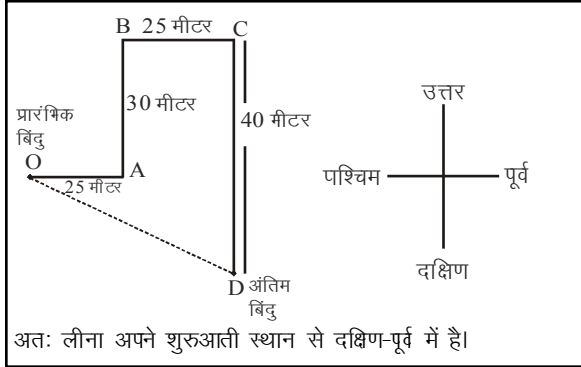 B 25 मीटर C
उत्तर
प्रारंभिक
बिंदु
30 मीटर
40 मीटर
O
A
25 मीटर
पश्चिम
पूर्व
दक्षिण
D अंतिम
बिंदु
अतः लीना अपने शुरुआती स्थान से दक्षिण-पूर्व में है।